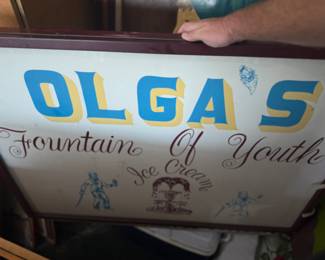 OLGA'S
Fountain Of Youth
Ice Cream